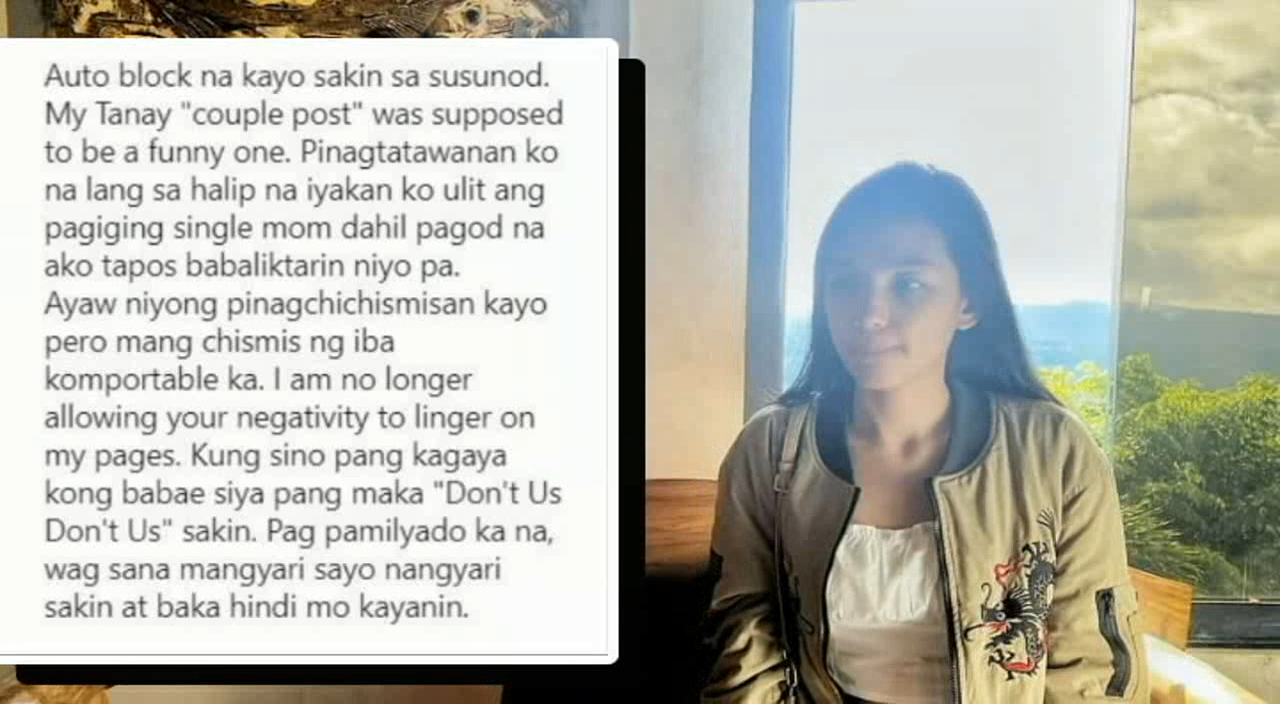 Auto block na kayo sakin sa susunod.
My Tanay "couple post" was supposed
to be a funny one. Pinagtatawanan ko
na lang sa halip na iyakan ko ulit ang
pagiging single mom dahil pagod na
ako tapos babaliktarin niyo pa.
Ayaw niyong pinagchichismisan kayo
pero mang chismis ng iba
komportable ka. I am no longer
allowing your negativity to linger on
my pages. Kung sino pang kagaya
kong babae siya pang maka "Don't Us
Don't Us" sakin. Pag pamilyado ka na,
wag sana mangyari sayo nangyari
sakin at baka hindi mo kayanin.